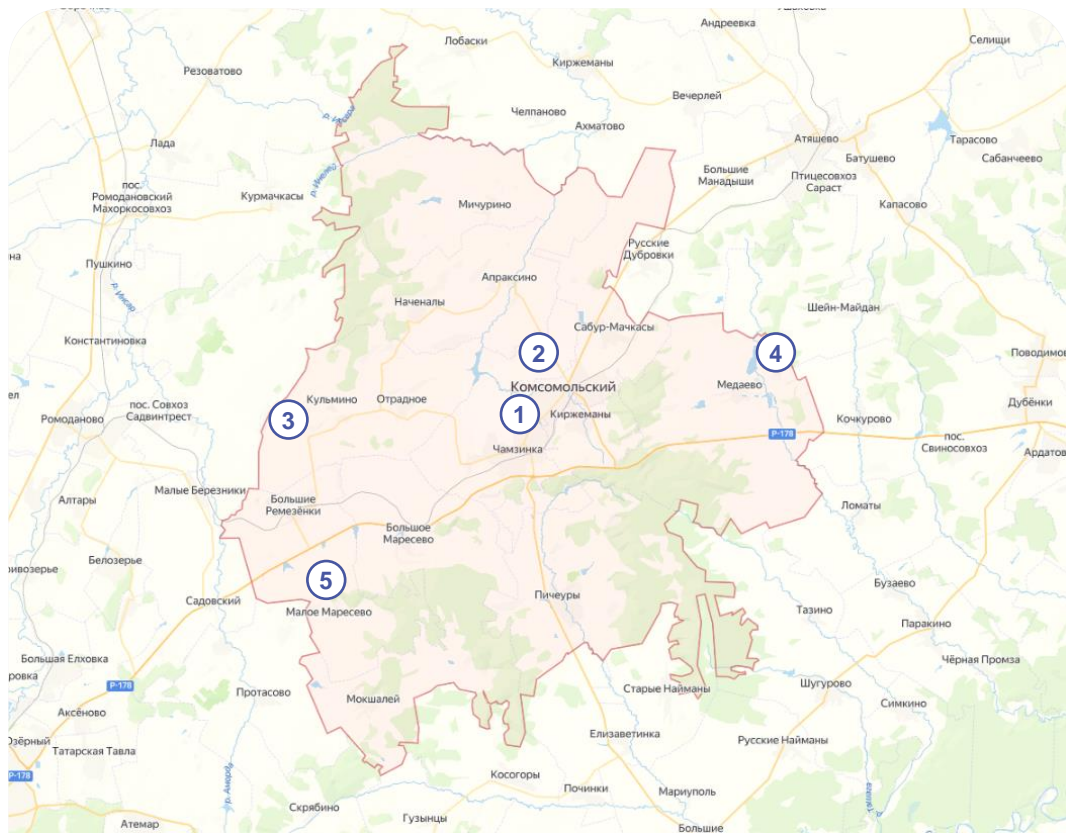 Андреевка
Лобаски
Селищи
Киржеманы
Резоватово
Вечерлей
Челпаново
Ахматово
Атяшево
Тарасово
Лада
Батушево
Сабанчеево
Большие
Манадыши
Птицесовхоз
Сараст
пос.
Ромодановский
Махоркосовхоз
Курмачкасы
Мичурино
Капасово
Русские
Дубровки
Пушкино
р. Инсар
Апраксино
Наченалы
Шейн-Майдан
Сабур-Мачкасы
Константиновка
2
4
Поводимов
Комсомольский
Медаево
Кульмино
Отрадное
Дубёнки
пос. Совхоз
Садвинтрест
Ромоданово
3
1
Киржеманы
Кочкурово
Р-178
пос.
Свиносовхоз
Чамзинка
Ардатов
Малые Березники
Алтары
Большие
Ремезёнки
Ломаты
Большое
Маресево
Белозерье
5
Бузаево
Садовский
Малое Маресево
Пичеуры
Тазино
Паракино
Большая Елховка
Чёрная Промза
Р-178
Протасово
Старые Найманы
Шугурово
Мокшалей
Симкино
Аксёново
Татарская Тавла
Елизаветинка
Русские Найманы
Р-178
Косогоры
Починки
Мариуполь
Скрябино
Гузынцы
Атемар
Большие